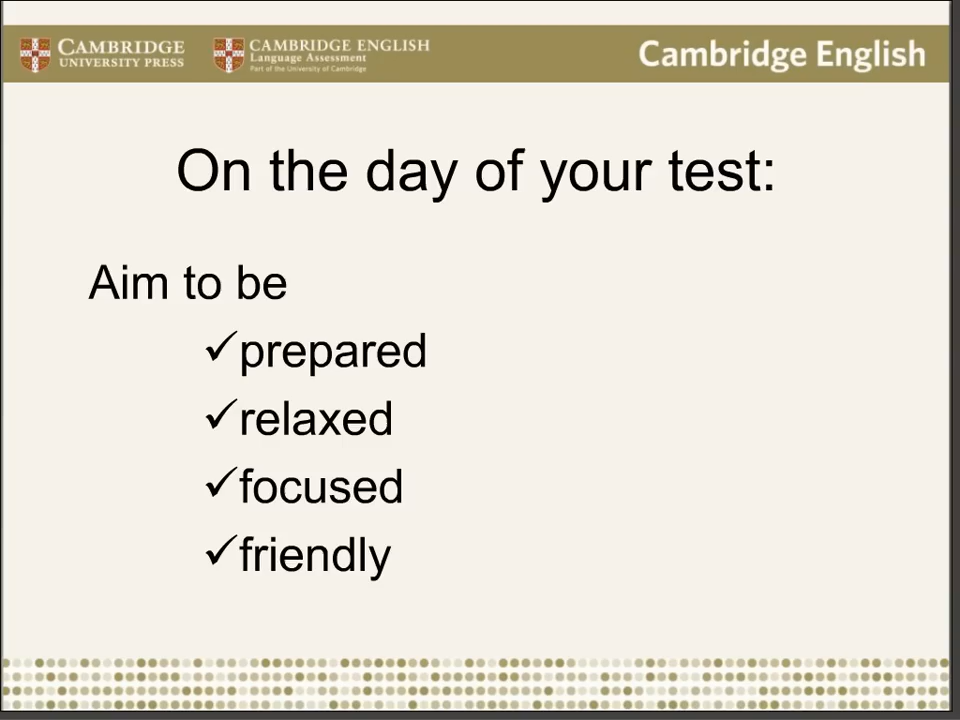 CAMBRIDGE
UNIVERSITY PRESS
CAMBRIDGE ENGLISH
Language Assessment
Part of the University of Cambridge
Cambridge English
On the day of your test:
Aim to be
✓prepared
✓relaxed
✓focused
✓friendly